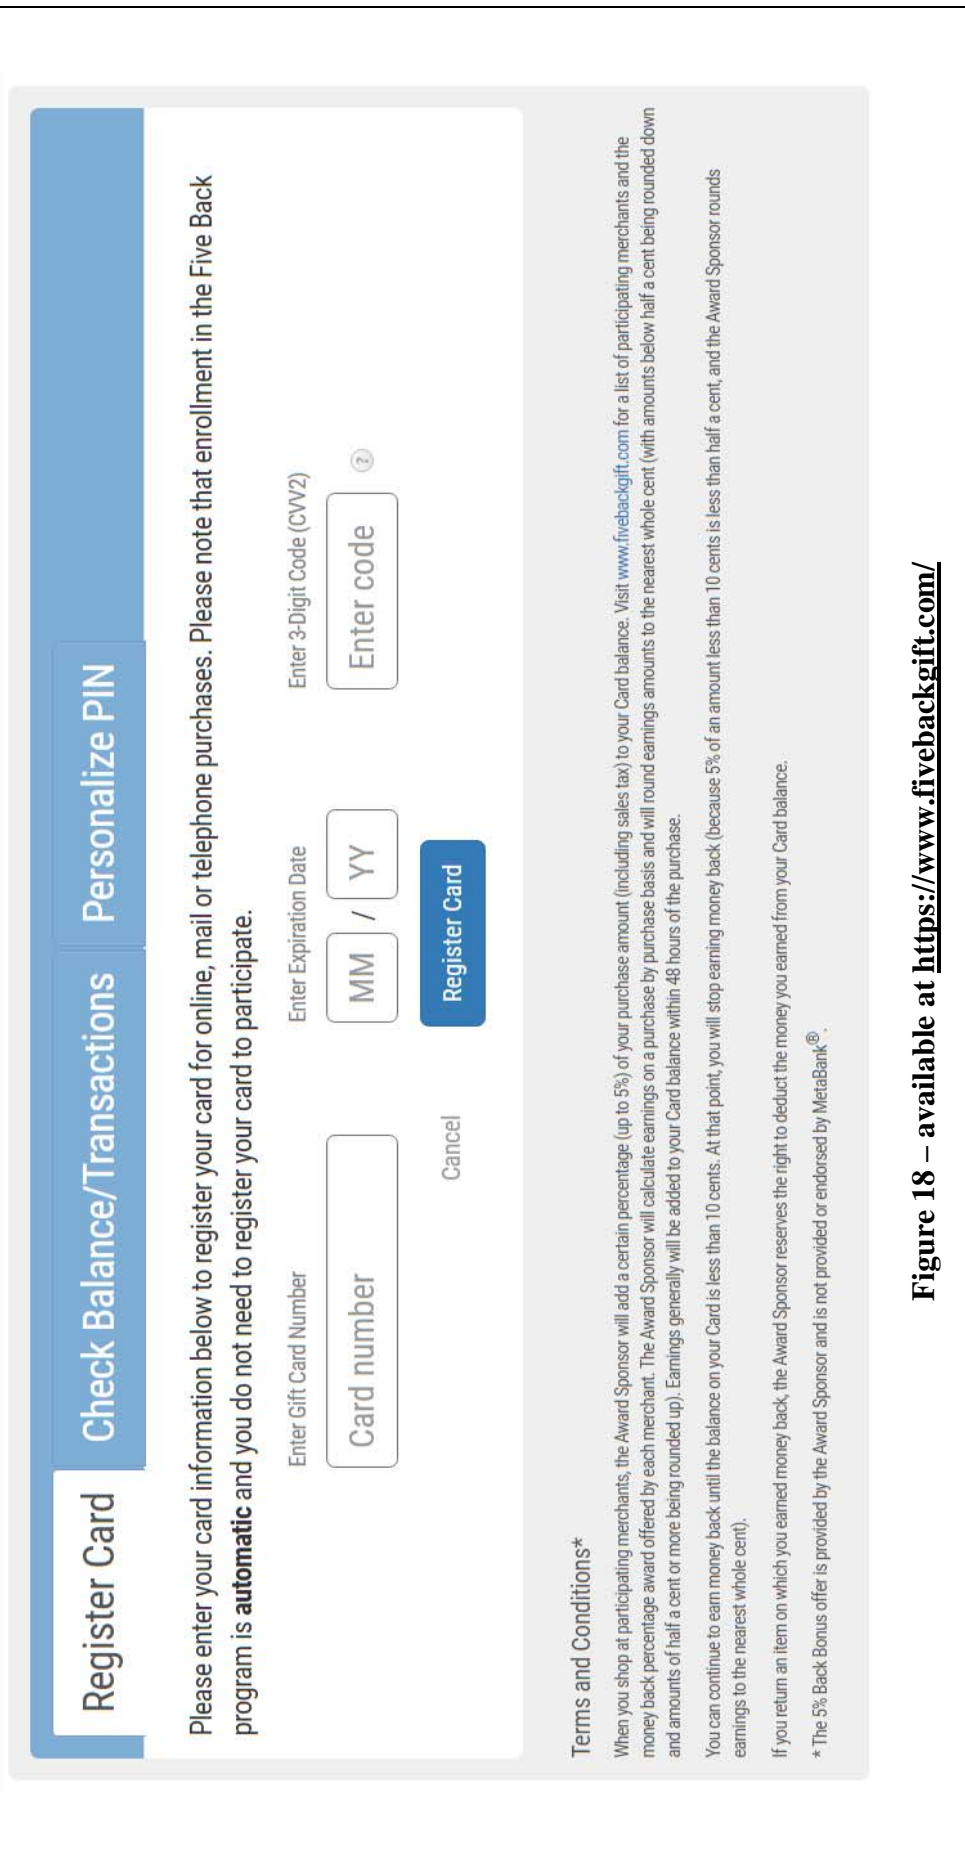 Register Card
Check Balance/Transactions
Personalize PIN
Please enter your card information below to register your card for online, mail or telephone purchases. Please note that enrollment in the Five Back
program is automatic and you do not need to register your card to participate.
Enter Gift Card Number
Enter Expiration Date
Enter 3-Digit Code (CVV2)
Card number
MM / YY
Enter code ?
Cancel
Register Card
Terms and Conditions*
When you shop at participating merchants, the Award Sponsor will add a certain percentage (up to 5%) of your purchase amount (including sales tax) to your Card balance. Visit www.fivebackgift.com for a list of participating merchants and the
money back percentage award offered by each merchant. The Award Sponsor will calculate earnings on a purchase by purchase basis and will round earnings amounts to the nearest whole cent (with amounts below half a cent being rounded down
and amounts of half a cent or more being rounded up). Earnings generally will be added to your Card balance within 48 hours of the purchase.
You can continue to earn money back until the balance on your Card is less than 10 cents. At that point, you will stop earning money back (because 5% of an amount less than 10 cents is less than half a cent, and the Award Sponsor rounds
earnings to the nearest whole cent).
If you return an item on which you earned money back, the Award Sponsor reserves the right to deduct the money you earned from your Card balance.
* The 5% Back Bonus offer is provided by the Award Sponsor and is not provided or endorsed by MetaBank®.
Figure 18 – available at https://www.fivebackgift.com/